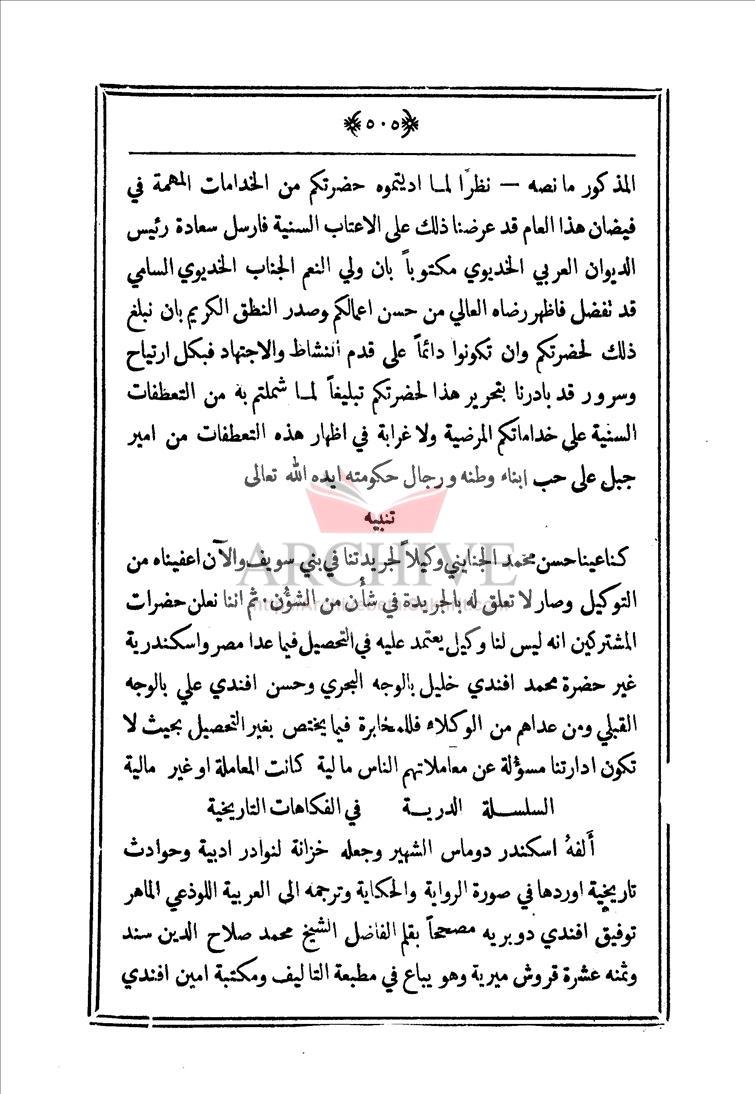 ٥٠٥
المذكور ما نصه — نظرًا لما اديتموه حضرتكم من الخدامات المهمة في
فيضان هذا العام قد عرضنا ذلك على الاعتاب السنية فارسل سعادة رئيس
الديوان العربي الخديوي مكتوباً بان ولي النعم الجناب الخديوي السامي
قد تفضل فاظهر رضاه العالي من حسن اعمالكم وصدر النطق الكريم بان نبلغ
ذلك لحضرتكم وان تكونوا دائماً على قدم النشاط والاجتهاد فبكل ارتياح
وسرور قد بادرنا بتحرير هذا لحضرتكم تبليغاً لما شملتم به من التعطفات
السنية على خداماتكم المرضية ولا غرابة في اظهار هذه التعطفات من امير
جبل على حب ابناء وطنه ورجال حكومته ايده الله تعالى
تنبيه
كنا عينا حسن محمد الجنايني وكيلاً لجريدتنا في بني سويف والآن اعفيناه من
التوكيل وصار لا تعلق له بالجريدة في شأن من الشؤن . ثم اننا نعلن حضرات
المشتركين انه ليس لنا وكيل يعتمد عليه في التحصيل فيما عدا مصر واسكندرية
غير حضرة محمد افندي خليل بالوجه البحري وحسن افندي علي بالوجه
القبلي ومن عداهم من الوكلاء فللمخابرة فيما يختص بغير التحصيل بحيث لا
تكون ادارتنا مسؤلة عن معاملاتهم الناس مالية كانت المعاملة او غير مالية
السلسلة الدرية في الفكاهات التاريخية
ألفهُ اسكندر دوماس الشهير وجعله خزانة لنوادر ادبية وحوادث
تاريخية اوردها في صورة الرواية والحكاية وترجمه الى العربية اللوذعي الماهر
توفيق افندي دوبريه مصححاً بقلم الفاضل الشيخ محمد صلاح الدين سند
وثمنه عشرة قروش ميرية وهو يباع في مطبعة التاليف ومكتبة امين افندي
ARCHIVE